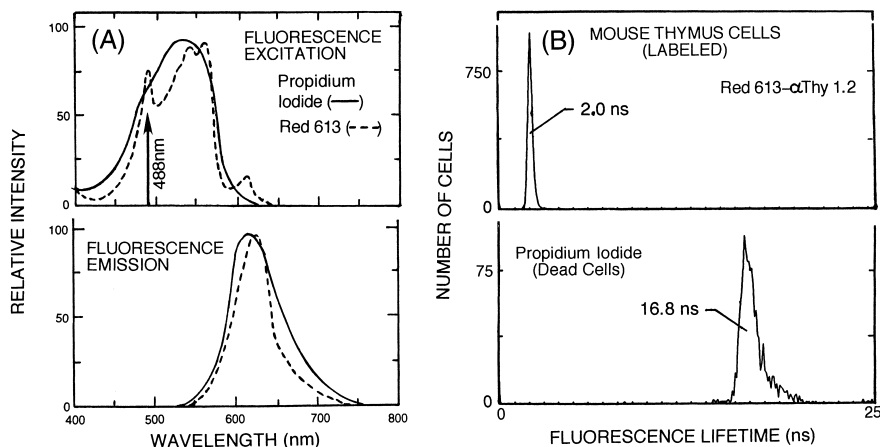 (A)
FLUORESCENCE
EXCITATION
Propidium
Iodide (——)
Red 613 (-----)
488nm
100
50
0
FLUORESCENCE
EMISSION
100
50
0
400
500
600
700
800
WAVELENGTH (nm)
RELATIVE INTENSITY
(B)
MOUSE THYMUS CELLS
(LABELED)
Red 613–αThy 1.2
2.0 ns
750
0
Propidium Iodide
(Dead Cells)
16.8 ns
75
0
0
25
FLUORESCENCE LIFETIME (ns)
NUMBER OF CELLS